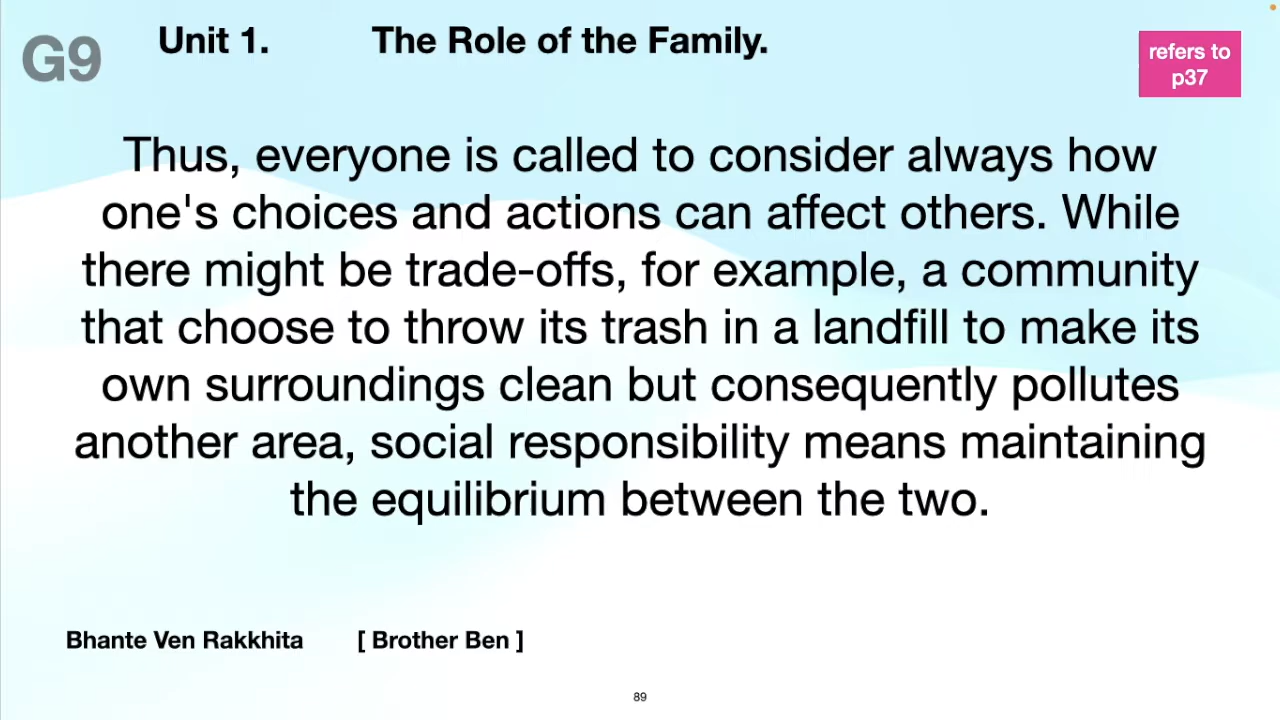 G9
Unit 1. The Role of the Family.
refers to
p37
Thus, everyone is called to consider always how
one's choices and actions can affect others. While
there might be trade-offs, for example, a community
that choose to throw its trash in a landfill to make its
own surroundings clean but consequently pollutes
another area, social responsibility means maintaining
the equilibrium between the two.
Bhante Ven Rakkhita [ Brother Ben ]
89